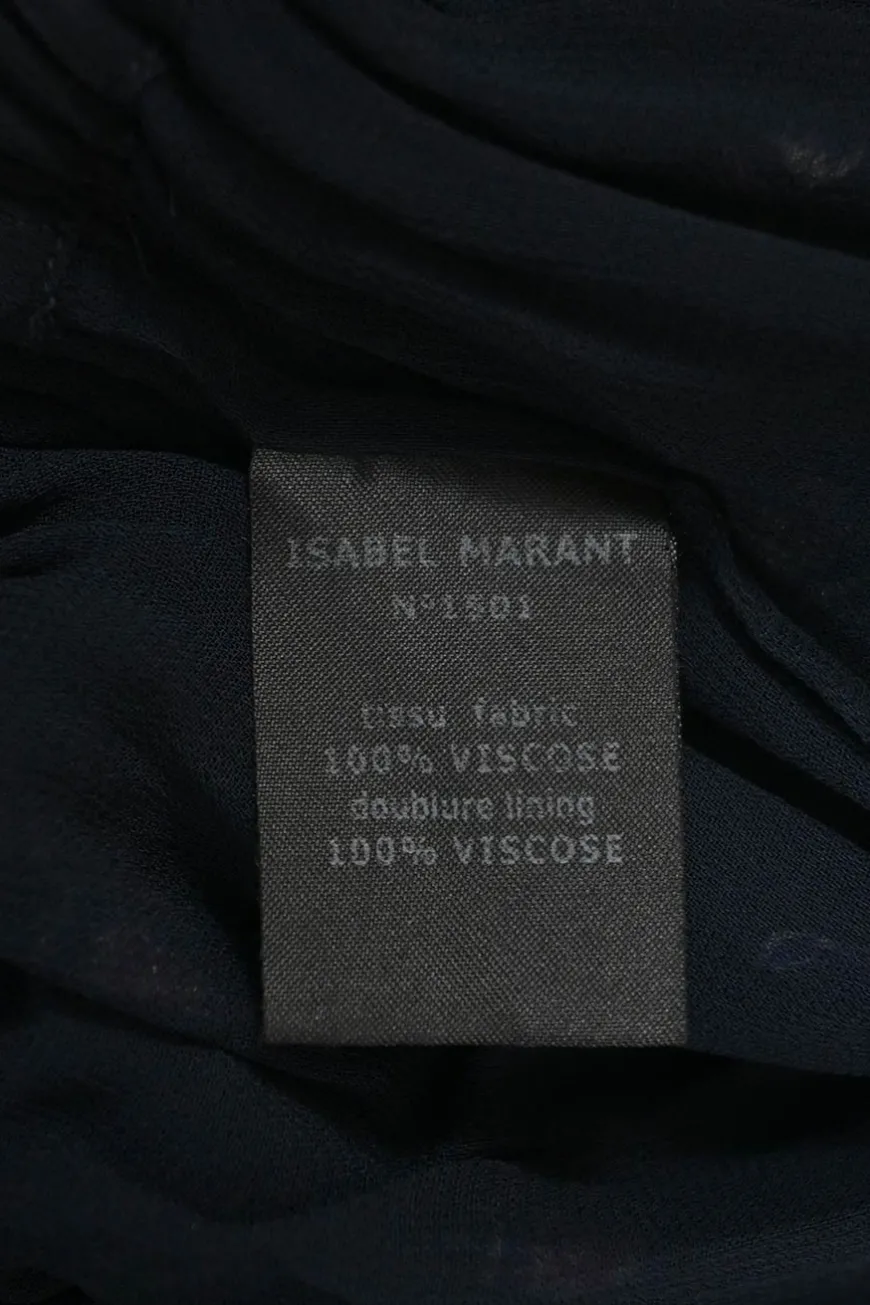 ISABEL MARANT
N°1501
tissu fabric
100% VISCOSE
doublure lining
100% VISCOSE